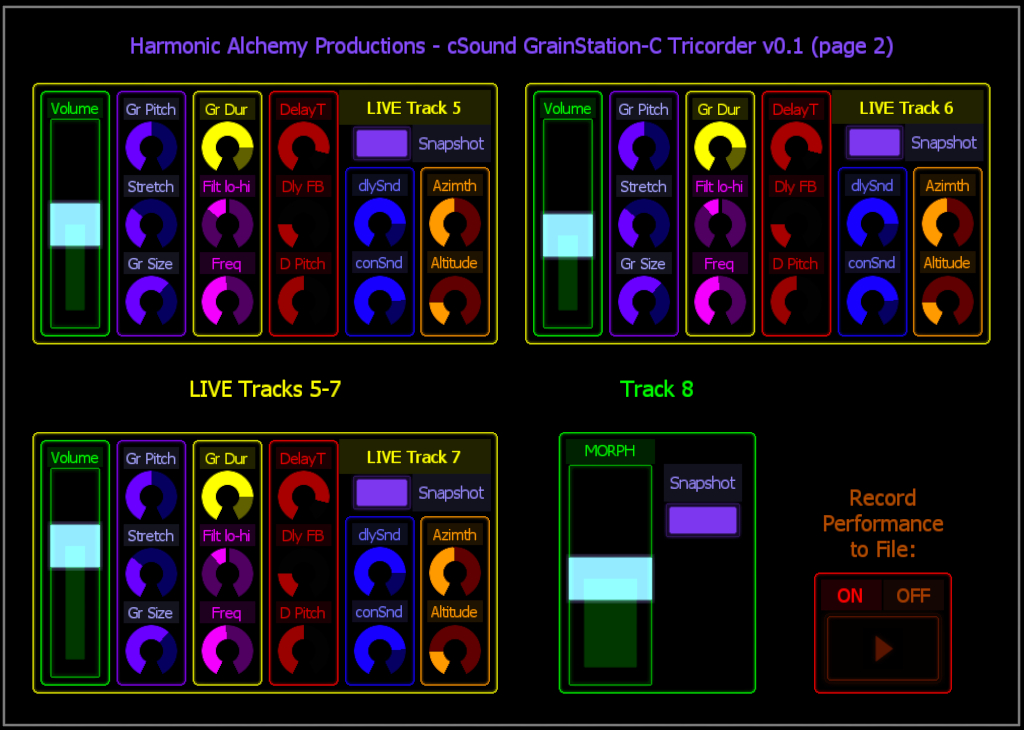 Harmonic Alchemy Productions - cSound GrainStation-C Tricorder v0.1 (page 2)
Volume
Gr Pitch
Gr Dur
DelayT
LIVE Track 5
Snapshot
Stretch
Filt lo-hi
Dly FB
dlySnd
Azimth
Gr Size
Freq
D Pitch
conSnd
Altitude
Volume
Gr Pitch
Gr Dur
DelayT
LIVE Track 6
Snapshot
Stretch
Filt lo-hi
Dly FB
dlySnd
Azimth
Gr Size
Freq
D Pitch
conSnd
Altitude
LIVE Tracks 5-7
Track 8
Volume
Gr Pitch
Gr Dur
DelayT
LIVE Track 7
Snapshot
Stretch
Filt lo-hi
Dly FB
dlySnd
Azimth
Gr Size
Freq
D Pitch
conSnd
Altitude
MORPH
Snapshot
Record
Performance
to File:
ON
OFF